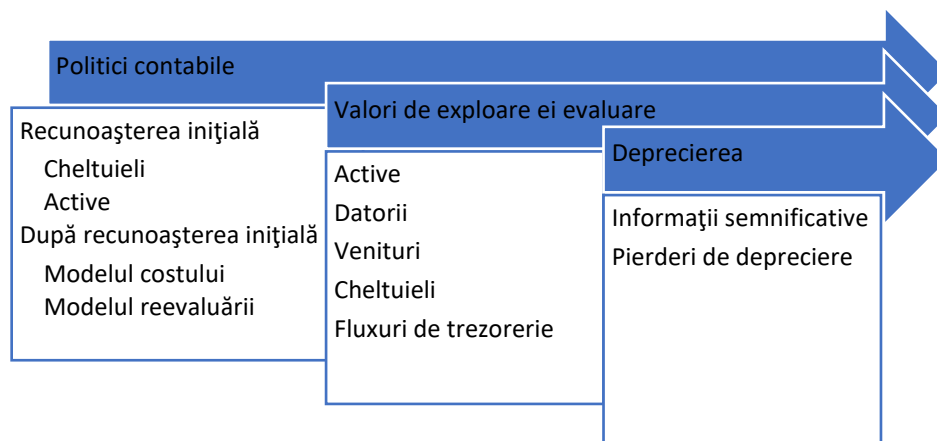 Politici contabile
Recunoaşterea iniţială
Cheltuieli
Active
După recunoaşterea iniţială
Modelul costului
Modelul reevaluării
Valori de exploare ei evaluare
Active
Datorii
Venituri
Cheltuieli
Fluxuri de trezorerie
Deprecierea
Informaţii semnificative
Pierderi de depreciere